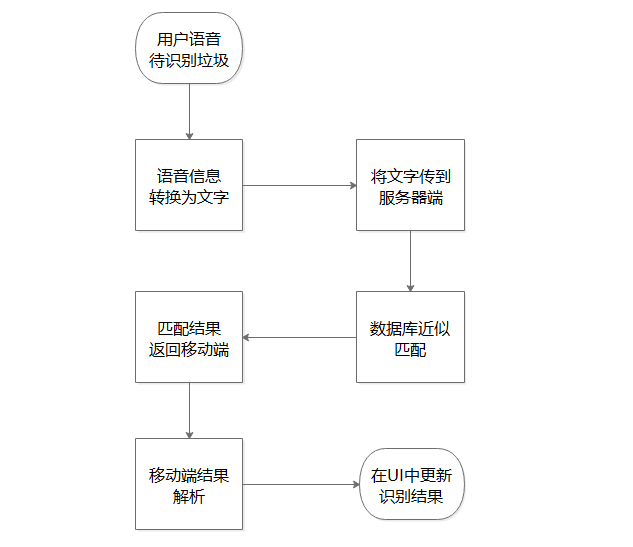 用户语音
待识别垃圾
语音信息
转换为文字
将文字传到
服务器端
数据库近似
匹配
匹配结果
返回移动端
移动端结果
解析
在UI中更新
识别结果